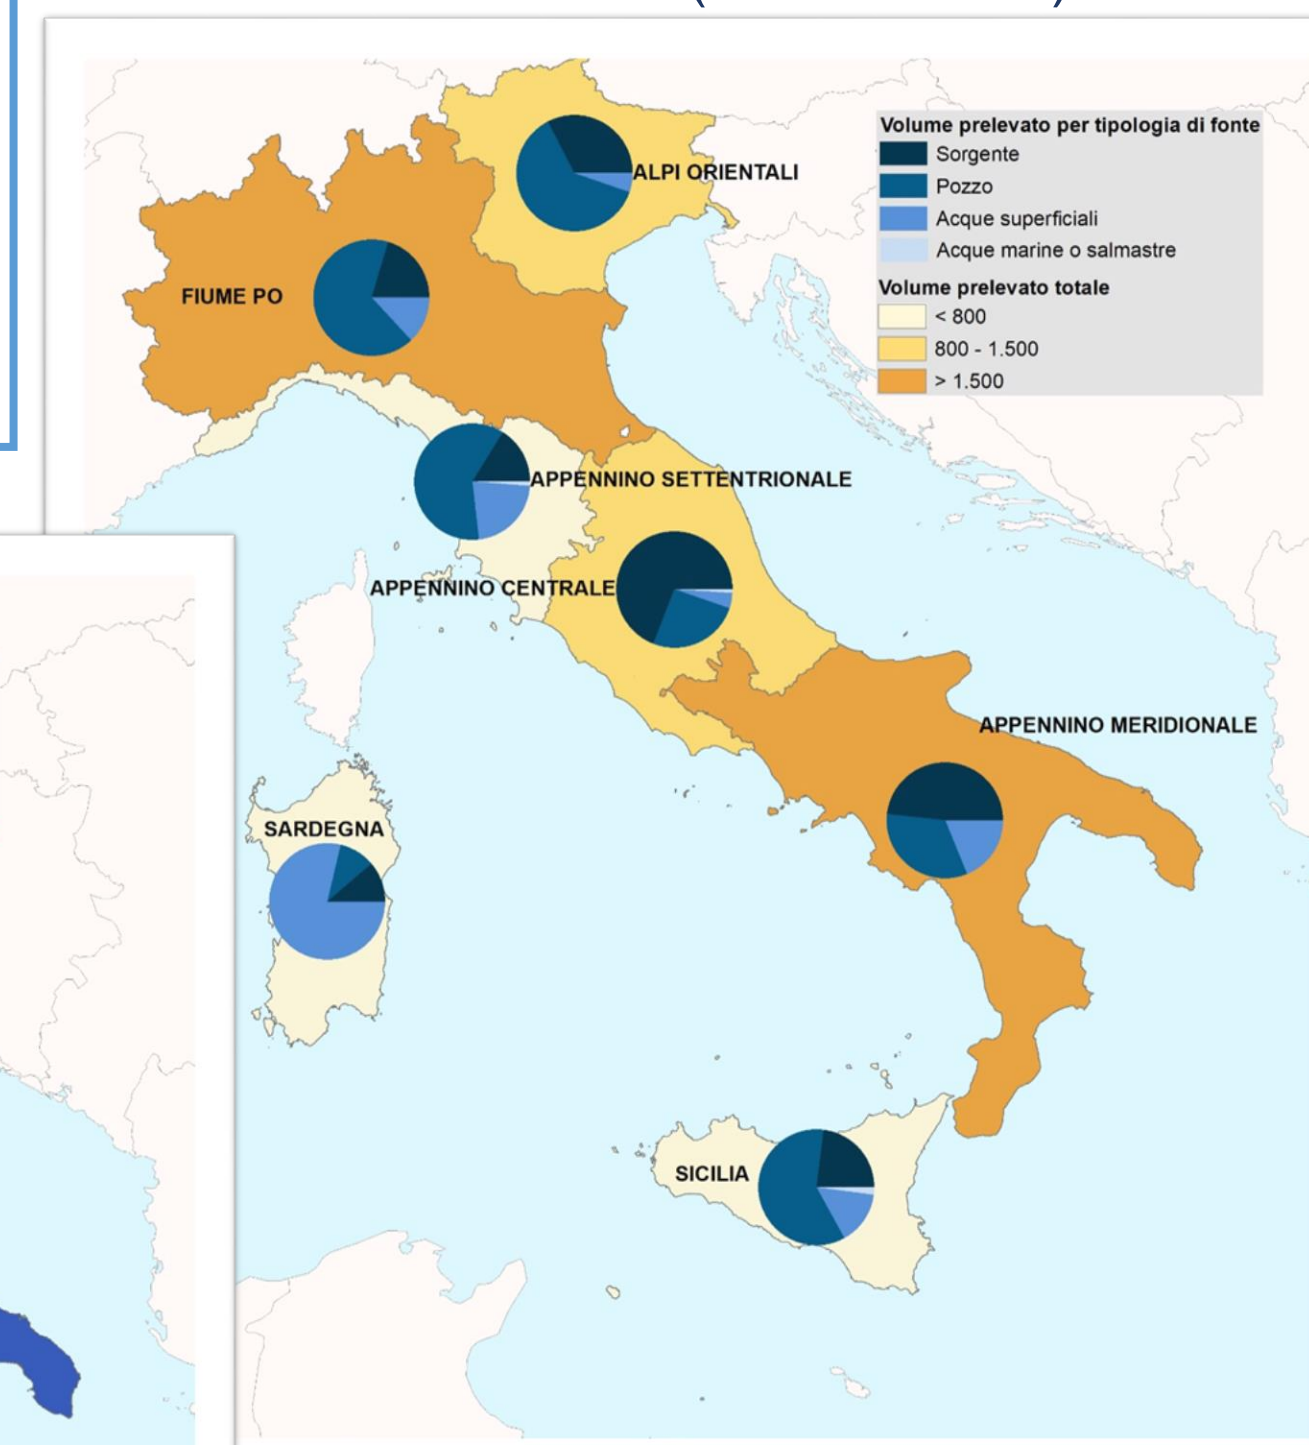 Volume prelevato per tipologia di fonte
Sorgente
Pozzo
Acque superficiali
Acque marine o salmastre
Volume prelevato totale
< 800
800 - 1.500
> 1.500
ALPI ORIENTALI
FIUME PO
APPENNINO SETTENTRIONALE
APPENNINO CENTRALE
APPENNINO MERIDIONALE
SARDEGNA
SICILIA